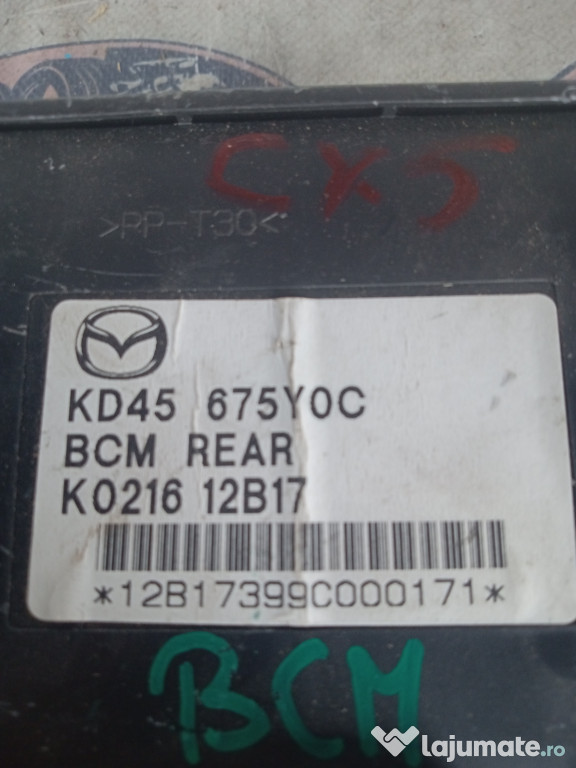 CX5
>PP-T30<
KD45 675Y0C
BCM REAR
K0216 12B17
*12B17399C000171*
BCM
lajumate.ro